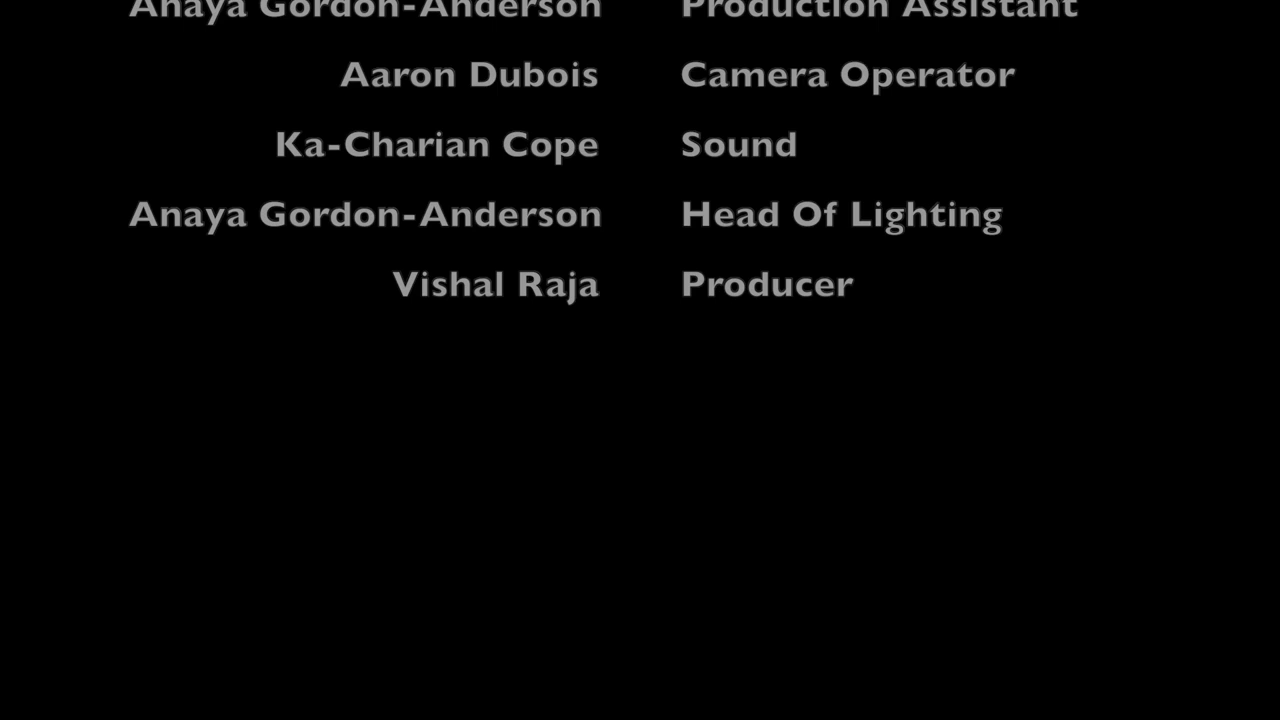 Anaya Gordon-Anderson Production Assistant
Aaron Dubois Camera Operator
Ka-Charian Cope Sound
Anaya Gordon-Anderson Head Of Lighting
Vishal Raja Producer